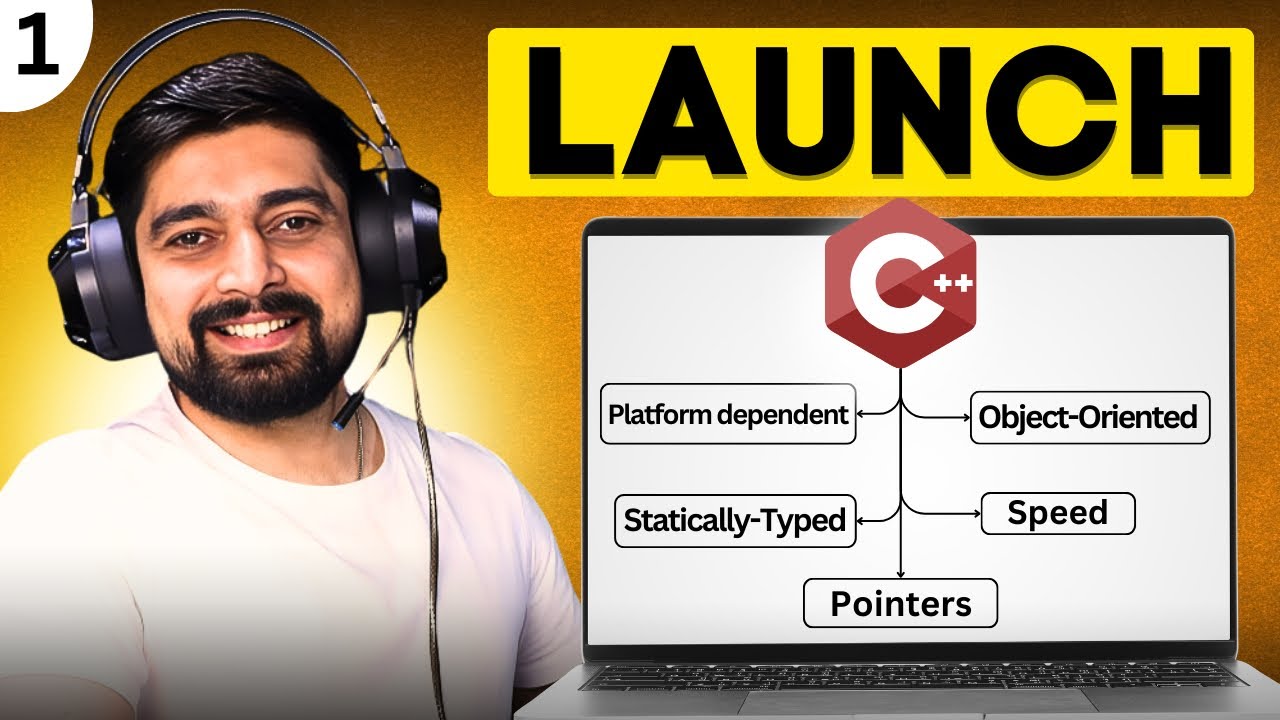 1
LAUNCH
C++
Platform dependent
Object-Oriented
Statically-Typed
Speed
Pointers